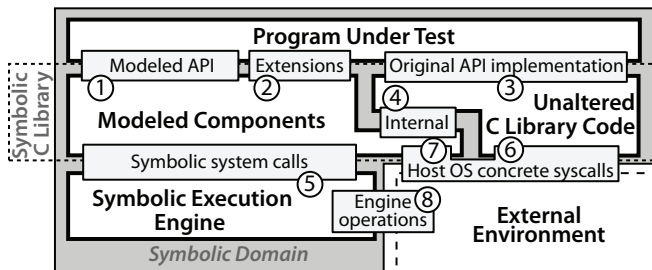 Program Under Test
Modeled API
Extensions
Original API implementation
1
2
3
Symbolic
C Library
4
Unaltered
C Library Code
Modeled Components
Internal
7
6
Symbolic system calls
Host OS concrete syscalls
5
Symbolic Execution
Engine
Engine
operations
8
External
Environment
Symbolic Domain